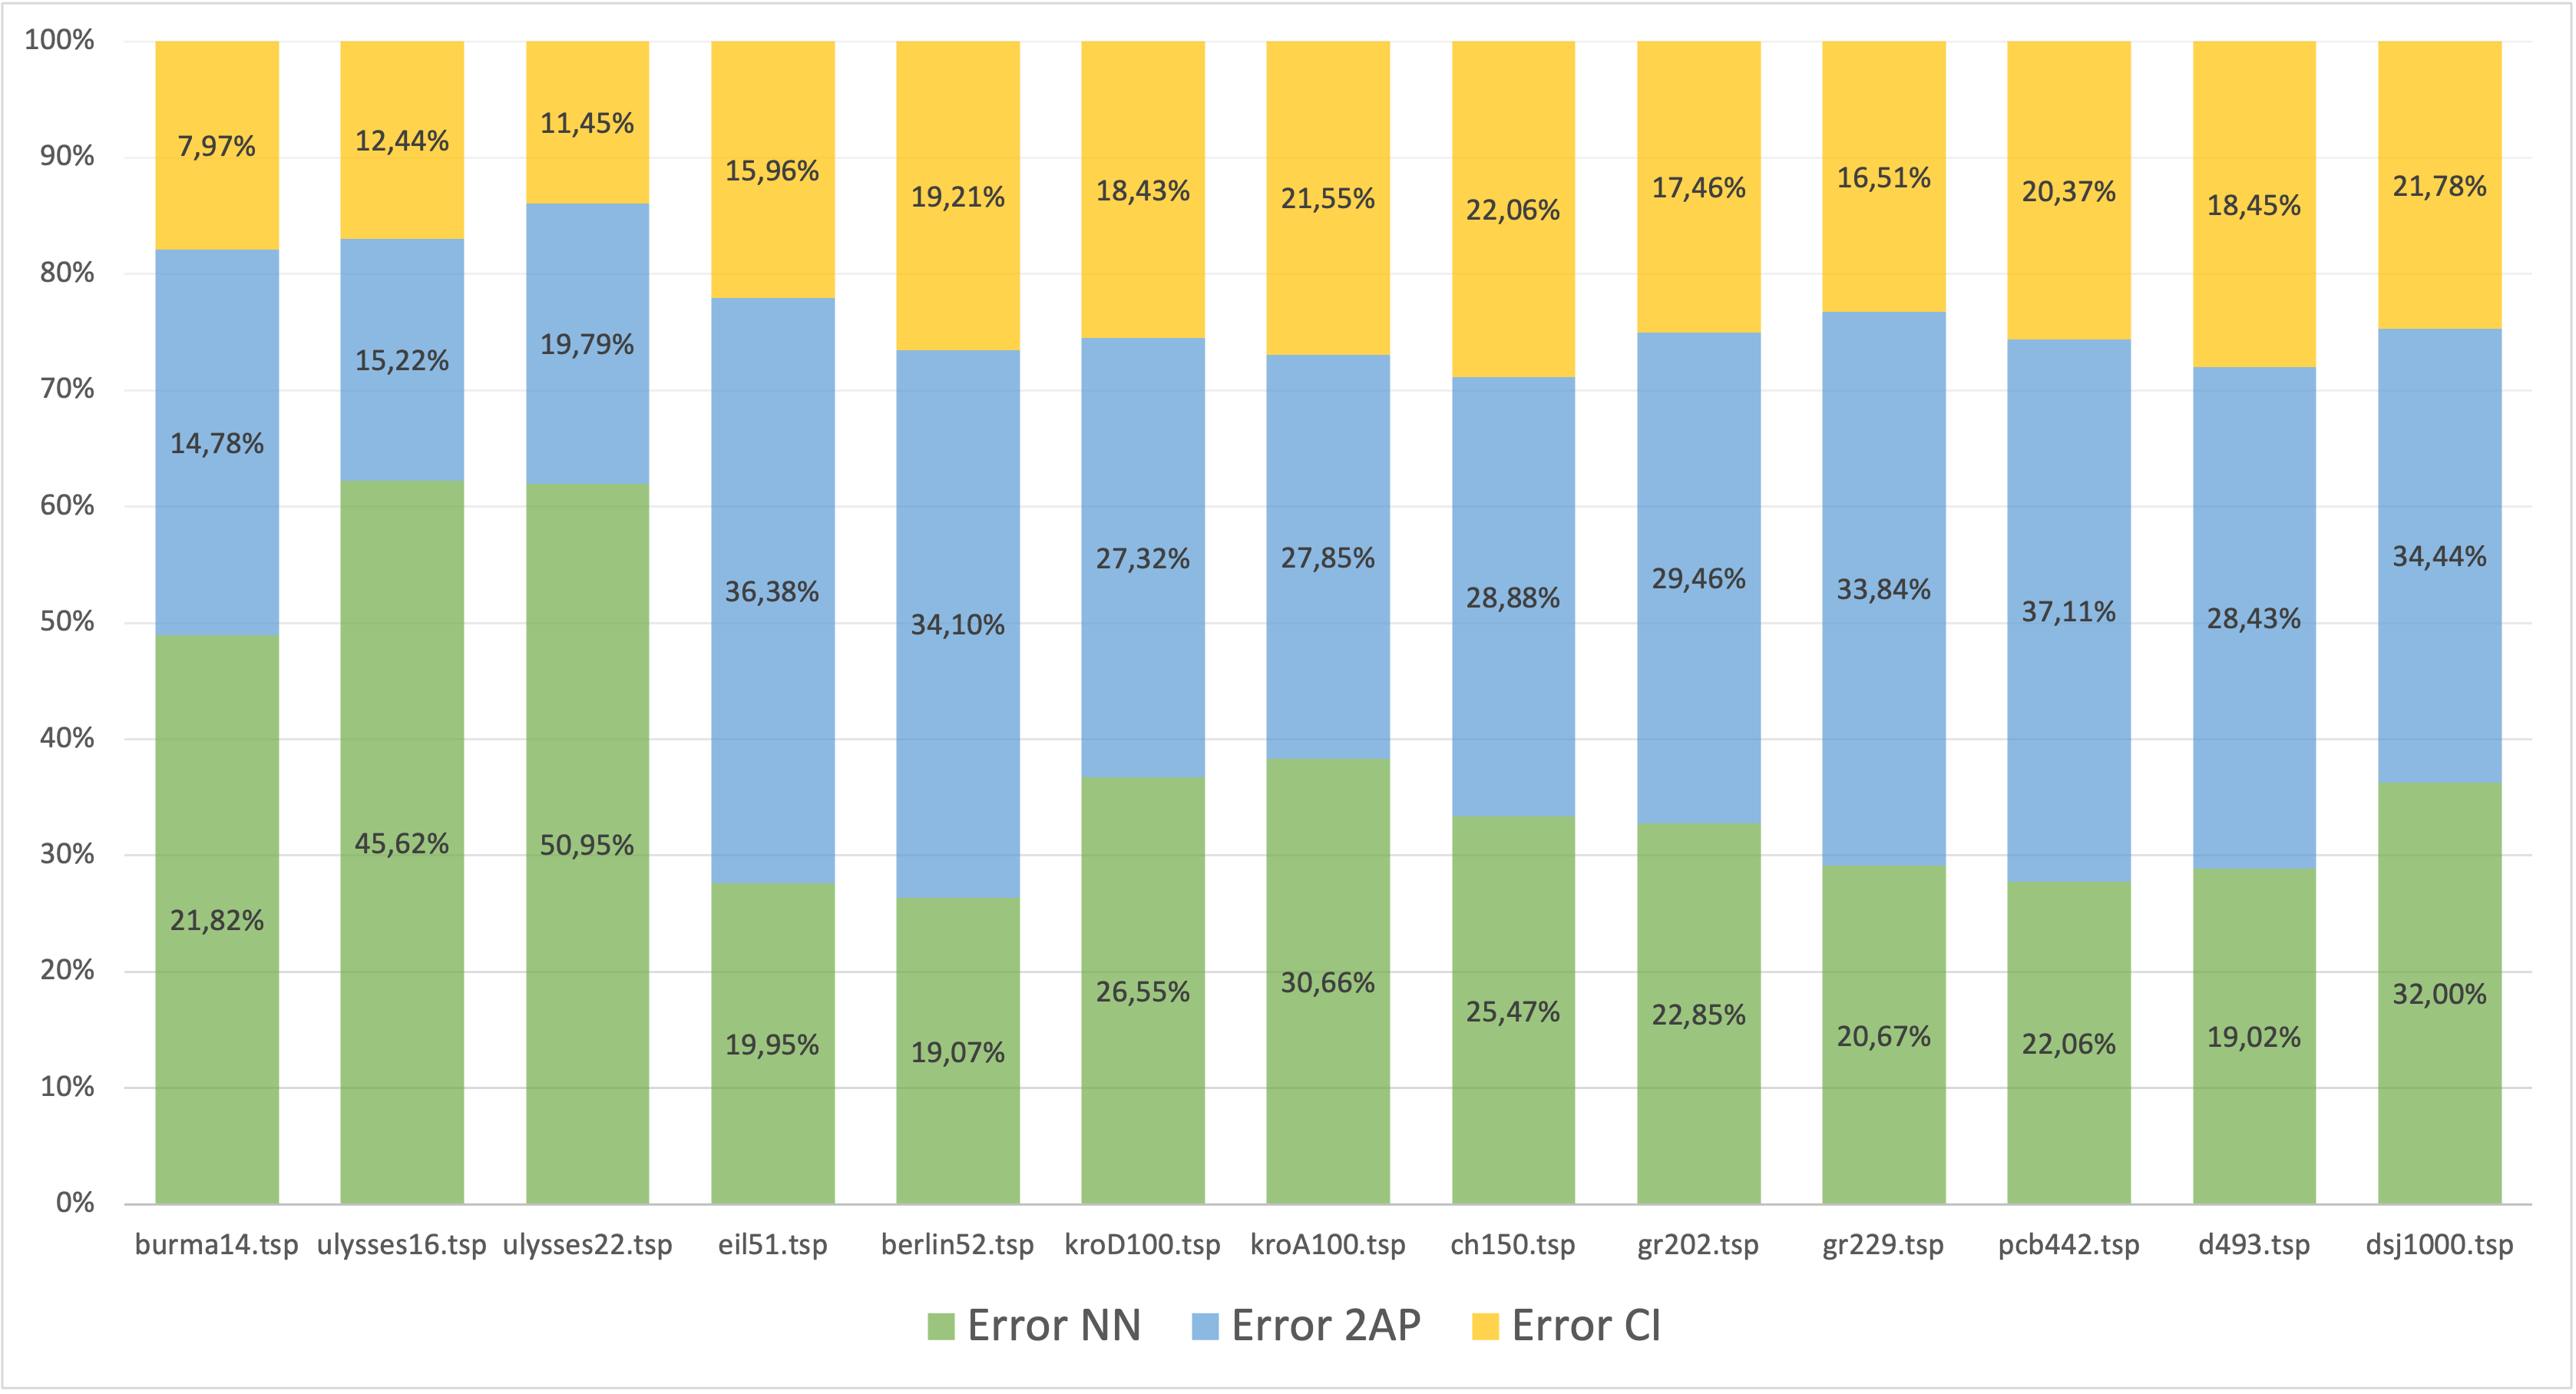 100%
90%
80%
70%
60%
50%
40%
30%
20%
10%
0%
7,97% 12,44% 11,45% 15,96% 19,21% 18,43% 21,55% 22,06% 17,46% 16,51% 20,37% 18,45% 21,78%
14,78% 15,22% 19,79% 36,38% 34,10% 27,32% 27,85% 28,88% 29,46% 33,84% 37,11% 28,43% 34,44%
21,82% 45,62% 50,95% 19,95% 19,07% 26,55% 30,66% 25,47% 22,85% 20,67% 22,06% 19,02% 32,00%
burma14.tsp ulysses16.tsp ulysses22.tsp eil51.tsp berlin52.tsp kroD100.tsp kroA100.tsp ch150.tsp gr202.tsp gr229.tsp pcb442.tsp d493.tsp dsj1000.tsp
Error NN Error 2AP Error CI